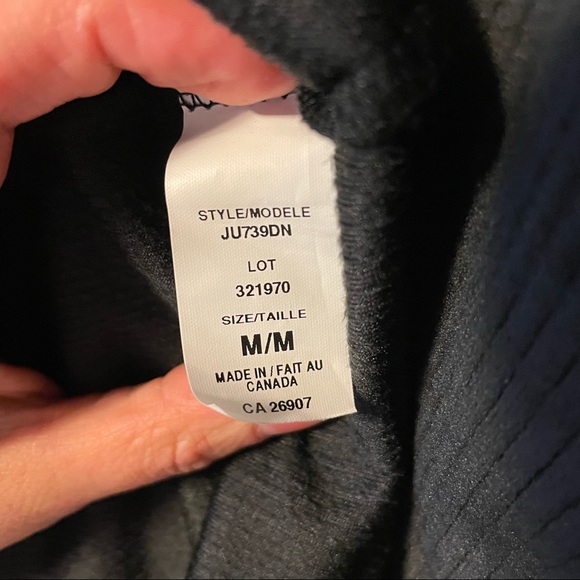 STYLE/MODELE
JU739DN
LOT
321970
SIZE/TAILLE
M/M
MADE IN / FAIT AU
CANADA
CA 26907